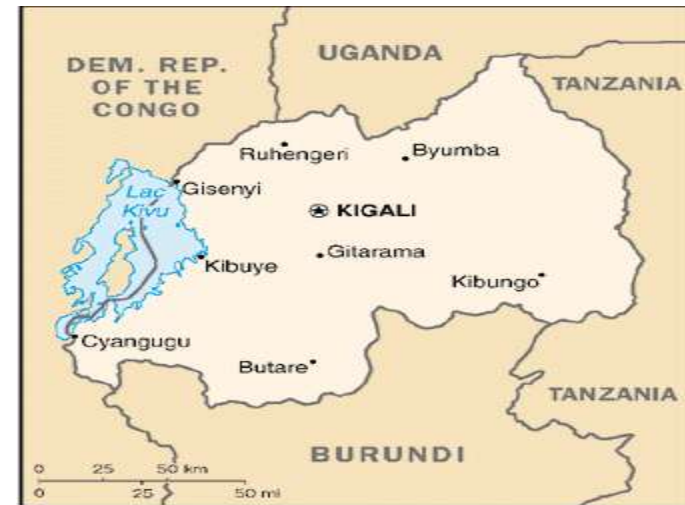 UGANDA
DEM. REP.
OF THE
CONGO
TANZANIA
Ruhengeri
Byumba
Gisenyi
Lac
Kivu
KIGALI
Gitarama
Kibuye
Kibungo
Cyangugu
Butare
TANZANIA
BURUNDI
0 25 50 km
0 25 50 mi